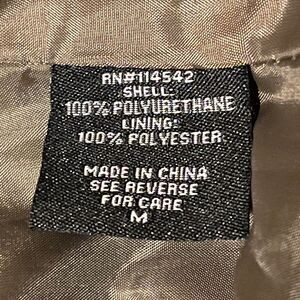 RN#114542
SHELL:
100% POLYURETHANE
LINING:
100% POLYESTER
MADE IN CHINA
SEE REVERSE
FOR CARE
M